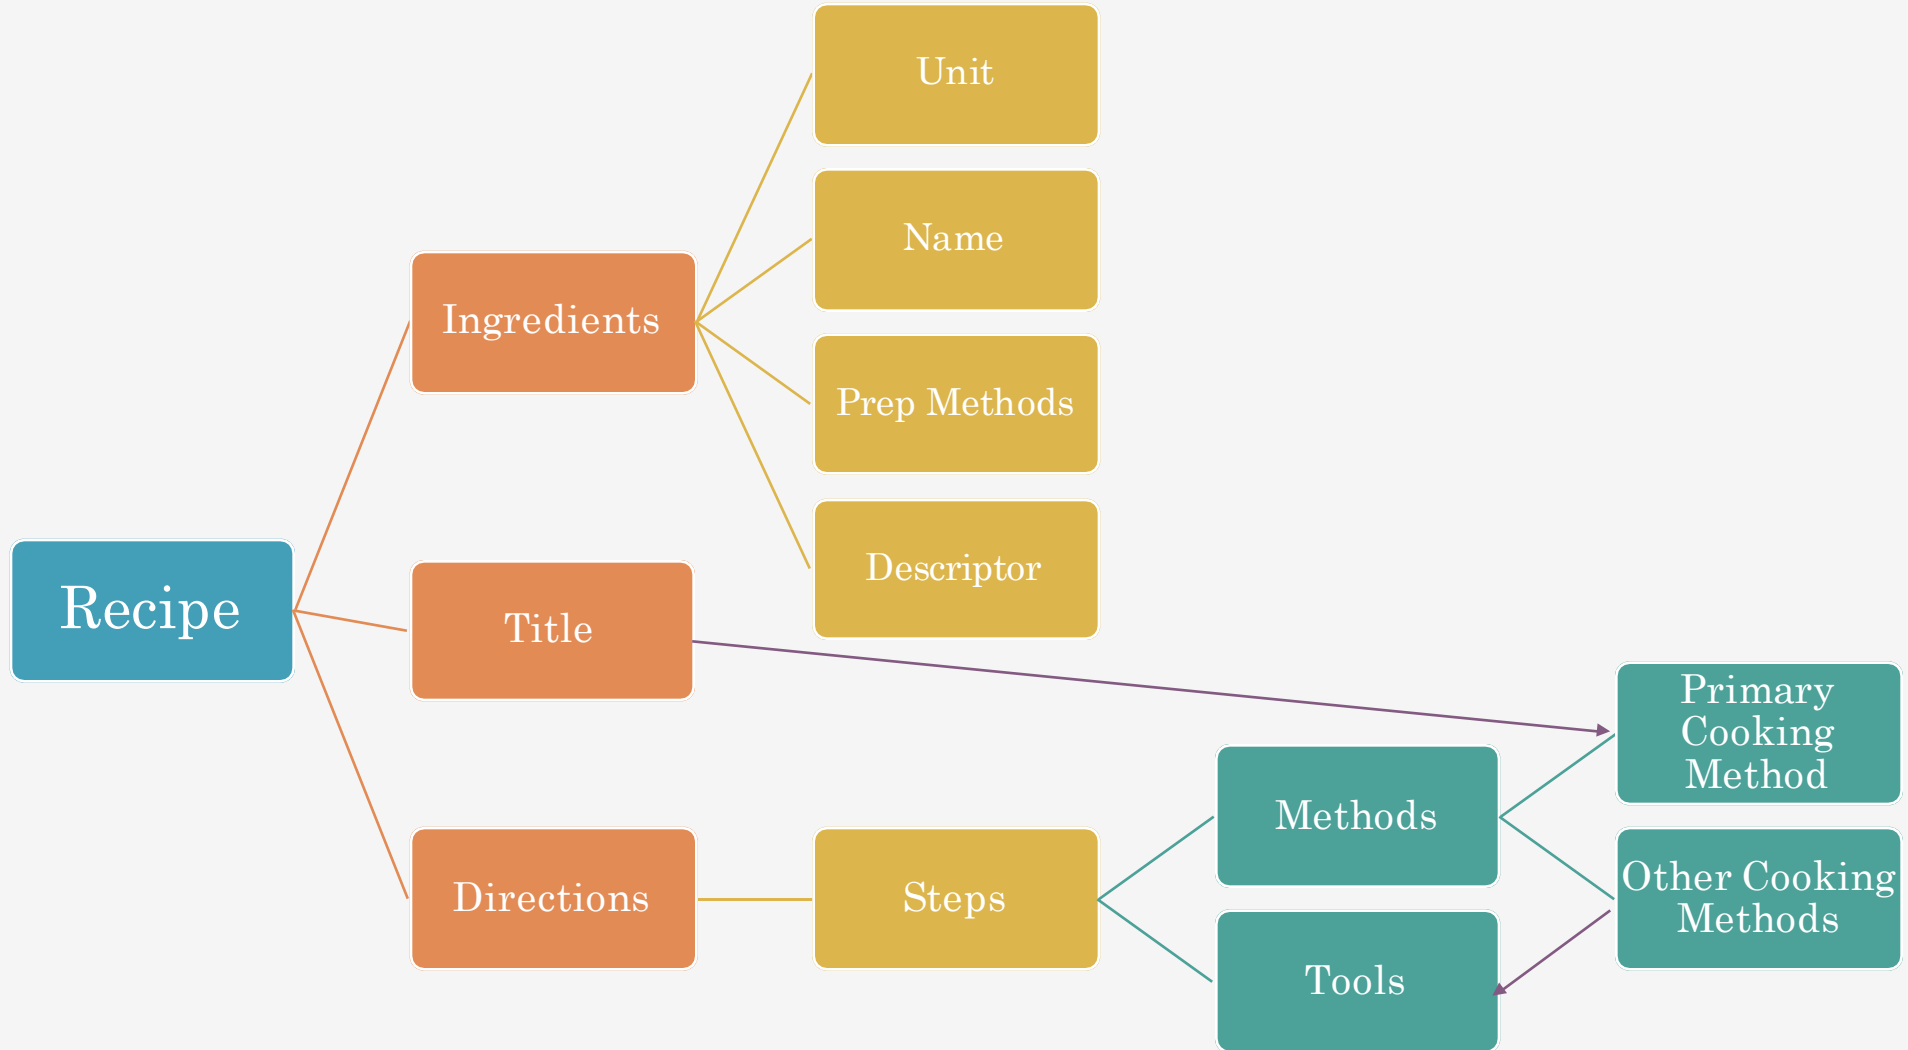 Unit
Name
Ingredients
Prep Methods
Descriptor
Recipe
Title
Primary
Cooking
Method
Methods
Directions
Steps
Other Cooking
Methods
Tools